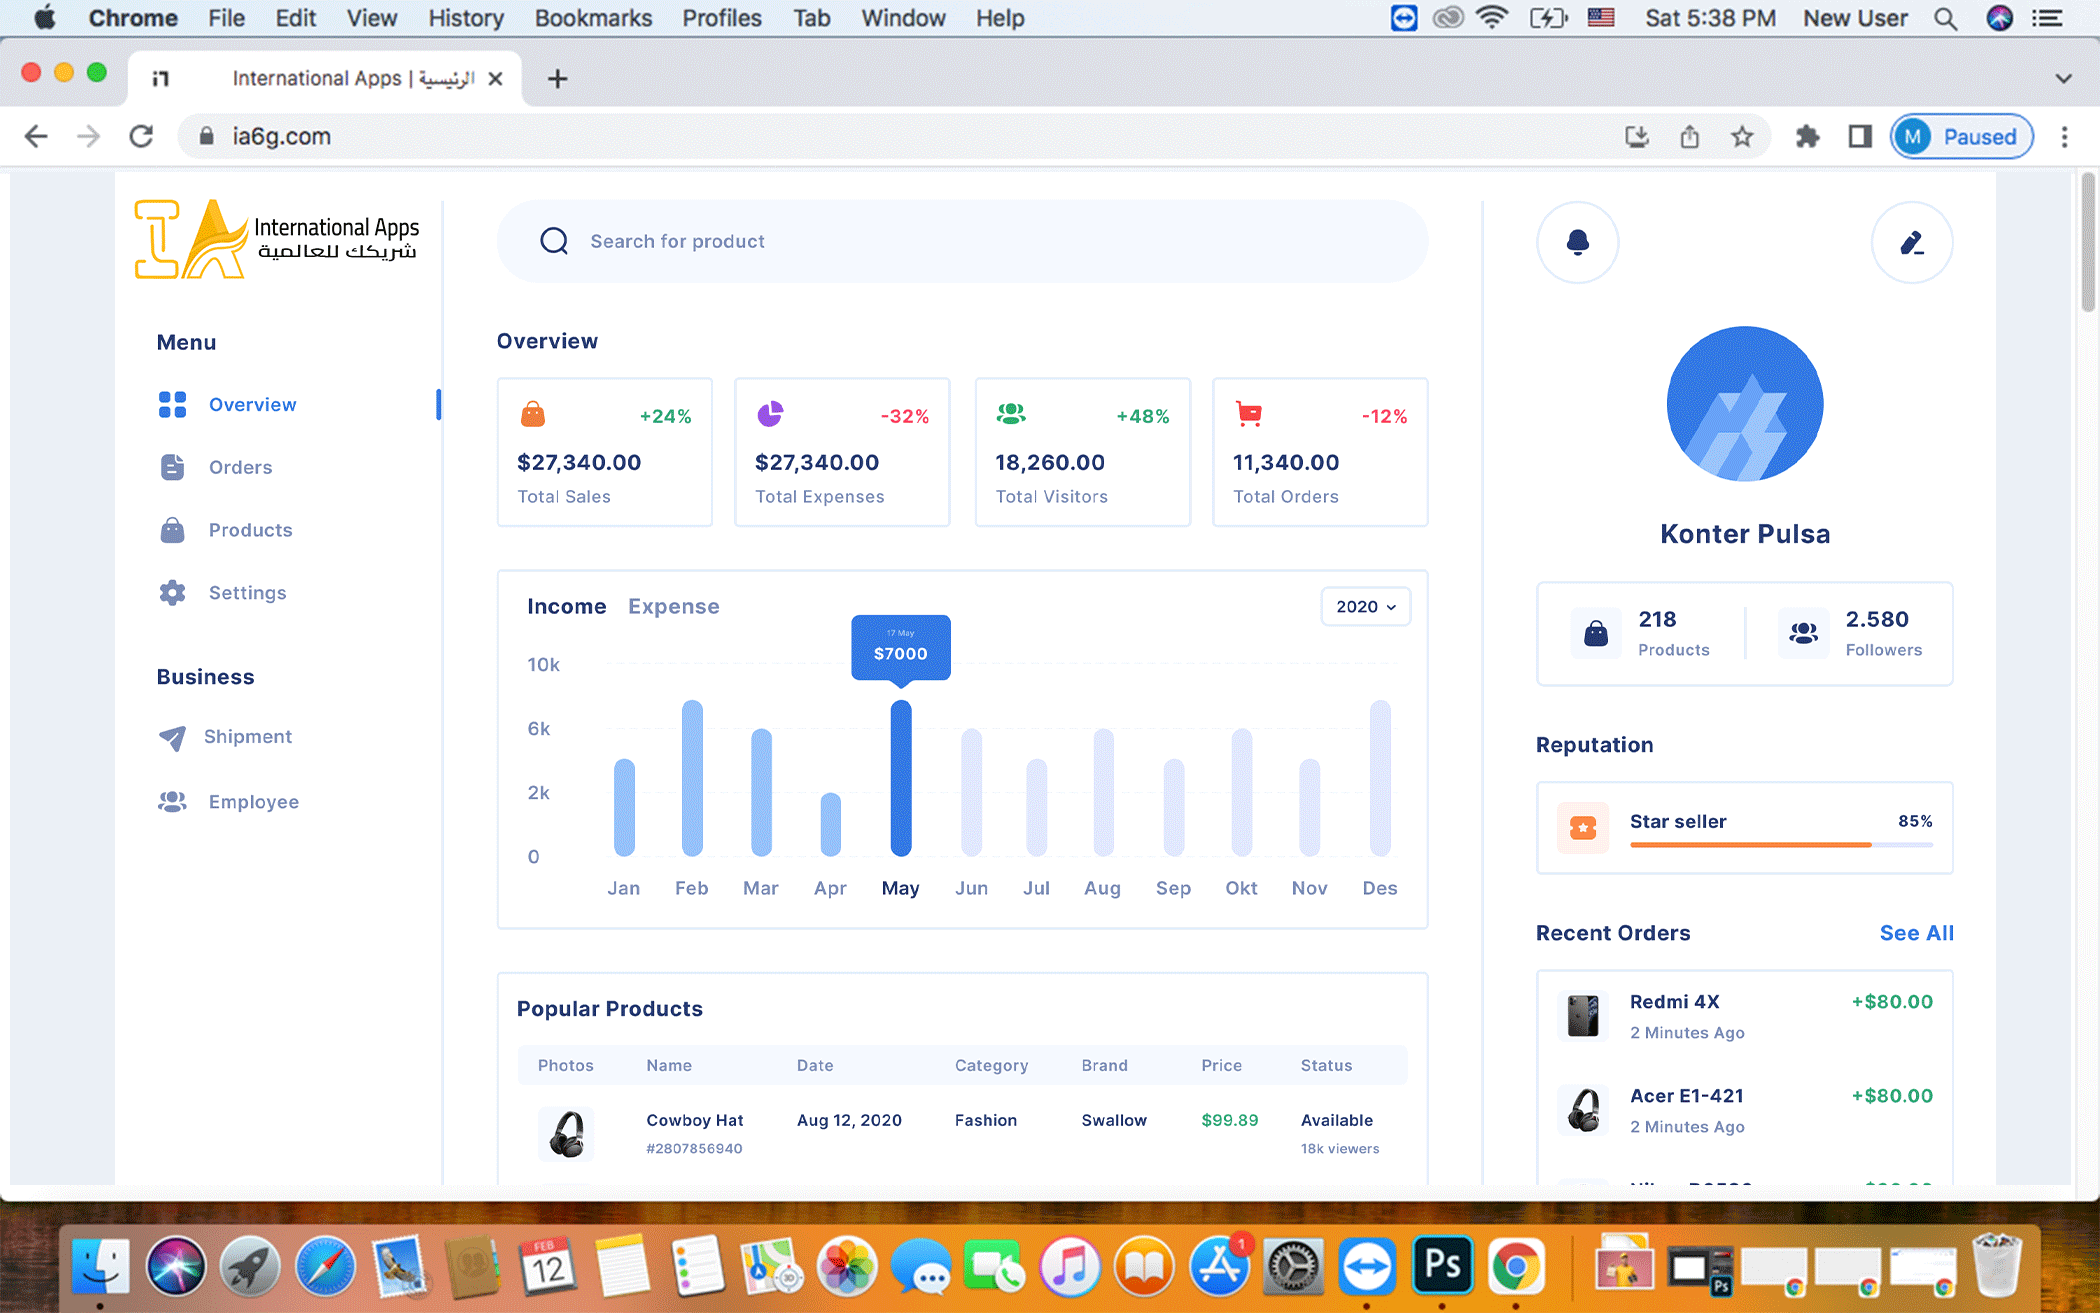 Chrome File Edit View History Bookmarks Profiles Tab Window Help
Sat 5:38 PM New User
International Apps | الرئيسية
ia6g.com
M Paused
IA International Apps
شريكك للعالمية
Search for product
Menu
Overview
Orders
Products
Settings
Business
Shipment
Employee
Overview
+24%
$27,340.00
Total Sales
-32%
$27,340.00
Total Expenses
+48%
18,260.00
Total Visitors
-12%
11,340.00
Total Orders
Income Expense
2020
17 May
$7000
10k
6k
2k
0
Jan Feb Mar Apr May Jun Jul Aug Sep Okt Nov Des
Popular Products
Photos Name Date Category Brand Price Status
Cowboy Hat Aug 12, 2020 Fashion Swallow $99.89 Available
#2807856940 18k viewers
Konter Pulsa
218
Products
2.580
Followers
Reputation
Star seller 85%
Recent Orders See All
Redmi 4X +$80.00
2 Minutes Ago
Acer E1-421 +$80.00
2 Minutes Ago
FEB
12
1
Ps
Ps